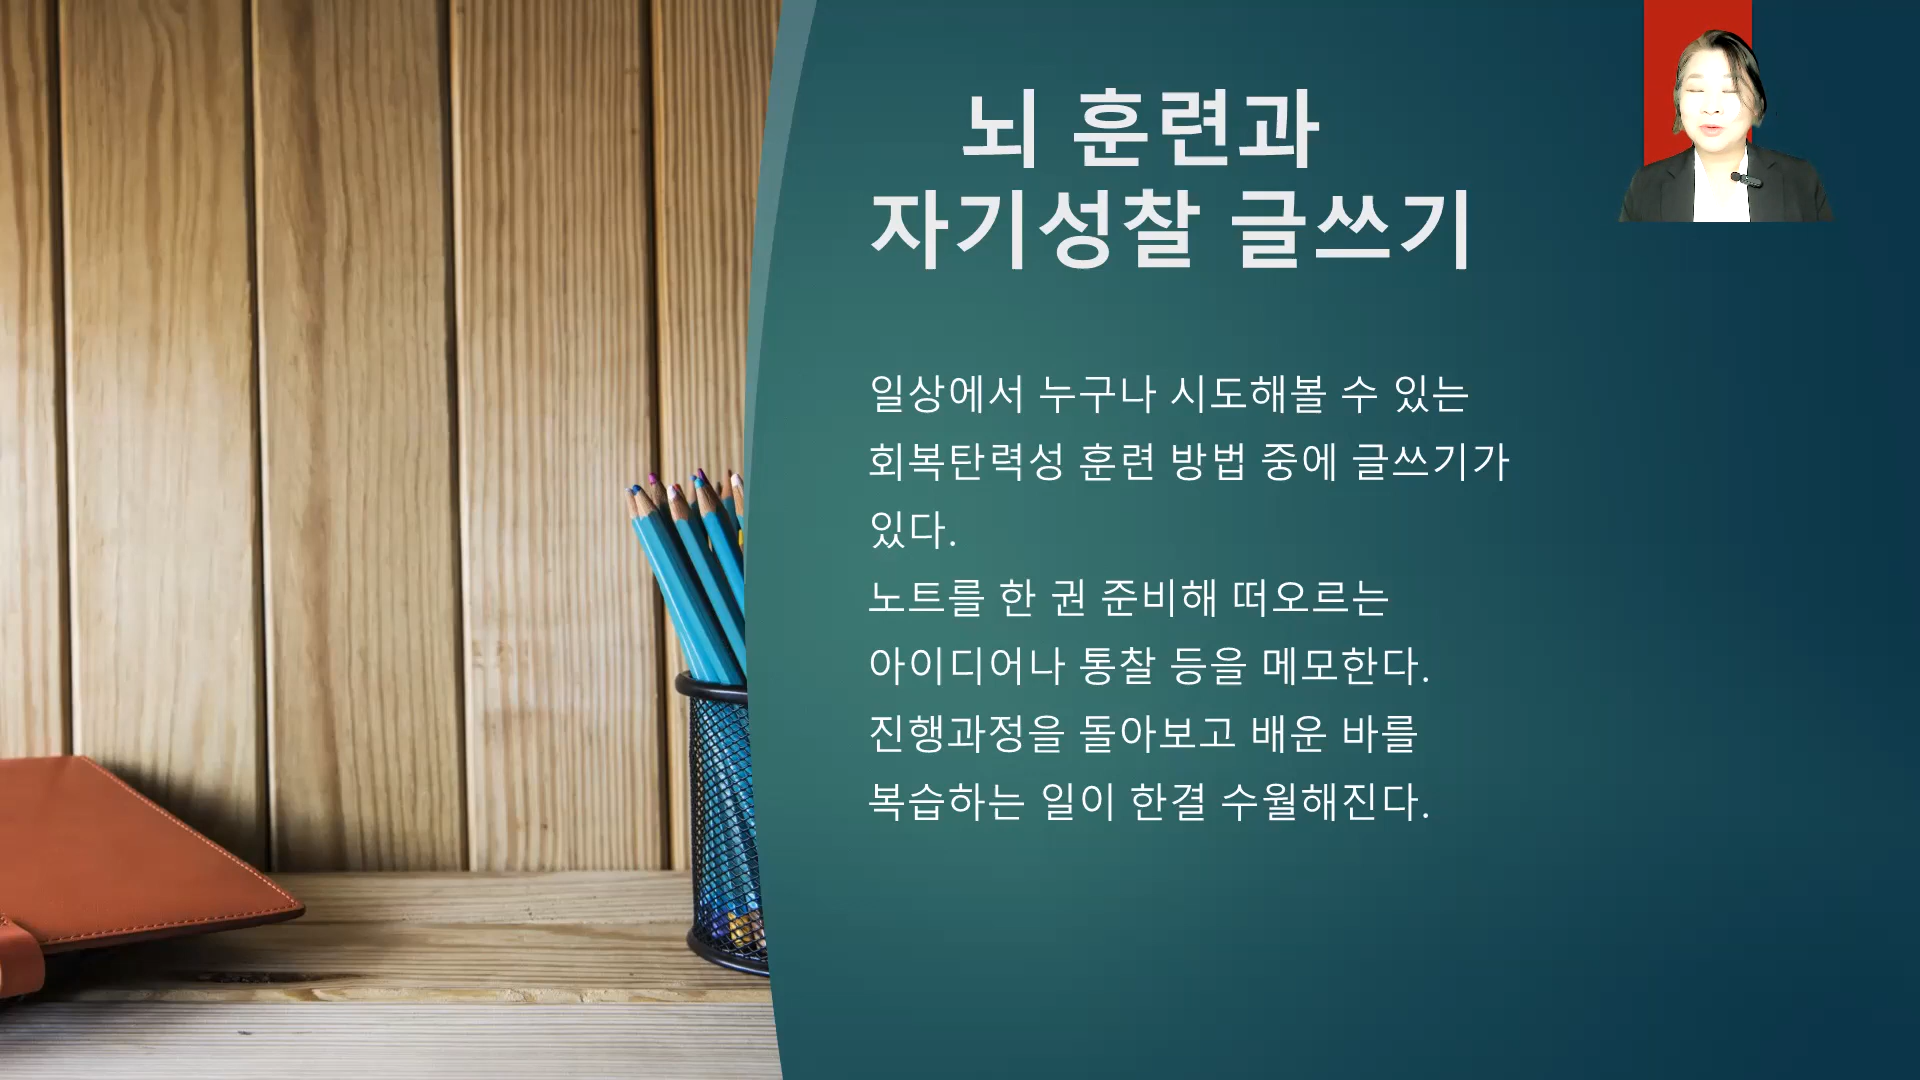 뇌 훈련과
자기성찰 글쓰기
일상에서 누구나 시도해볼 수 있는
회복탄력성 훈련 방법 중에 글쓰기가
있다.
노트를 한 권 준비해 떠오르는
아이디어나 통찰 등을 메모한다.
진행과정을 돌아보고 배운 바를
복습하는 일이 한결 수월해진다.